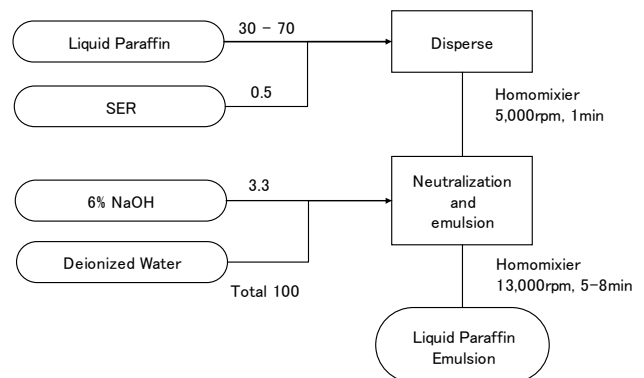 30 - 70
Liquid Paraffin
Disperse
0.5
SER
Homomixier
5,000rpm, 1min
3.3
6% NaOH
Neutralization
and
emulsion
Deionized Water
Total 100
Homomixier
13,000rpm, 5-8min
Liquid Paraffin
Emulsion